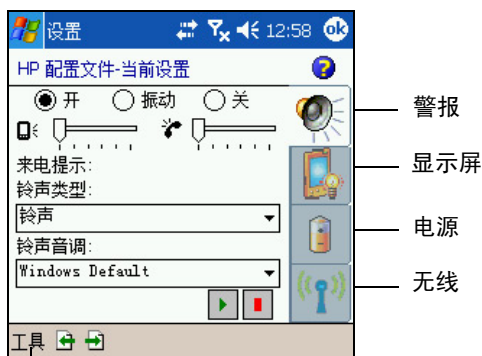 设置 12:58 ok
HP 配置文件-当前设置 ?
开 振动 关
来电提示:
铃声类型:
铃声
铃声音调:
Windows Default
工具
警报
显示屏
电源
无线